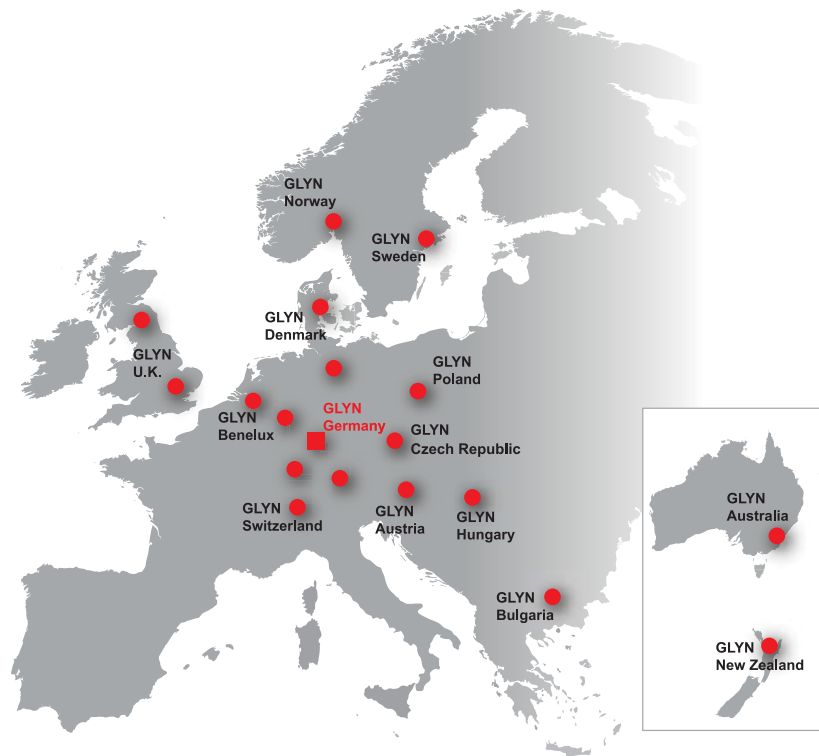 GLYN
Norway
GLYN
Sweden
GLYN
Denmark
GLYN
U.K.
GLYN
Poland
GLYN
Germany
GLYN
Benelux
GLYN
Czech Republic
GLYN
Switzerland
GLYN
Austria
GLYN
Hungary
GLYN
Bulgaria
GLYN
Australia
GLYN
New Zealand